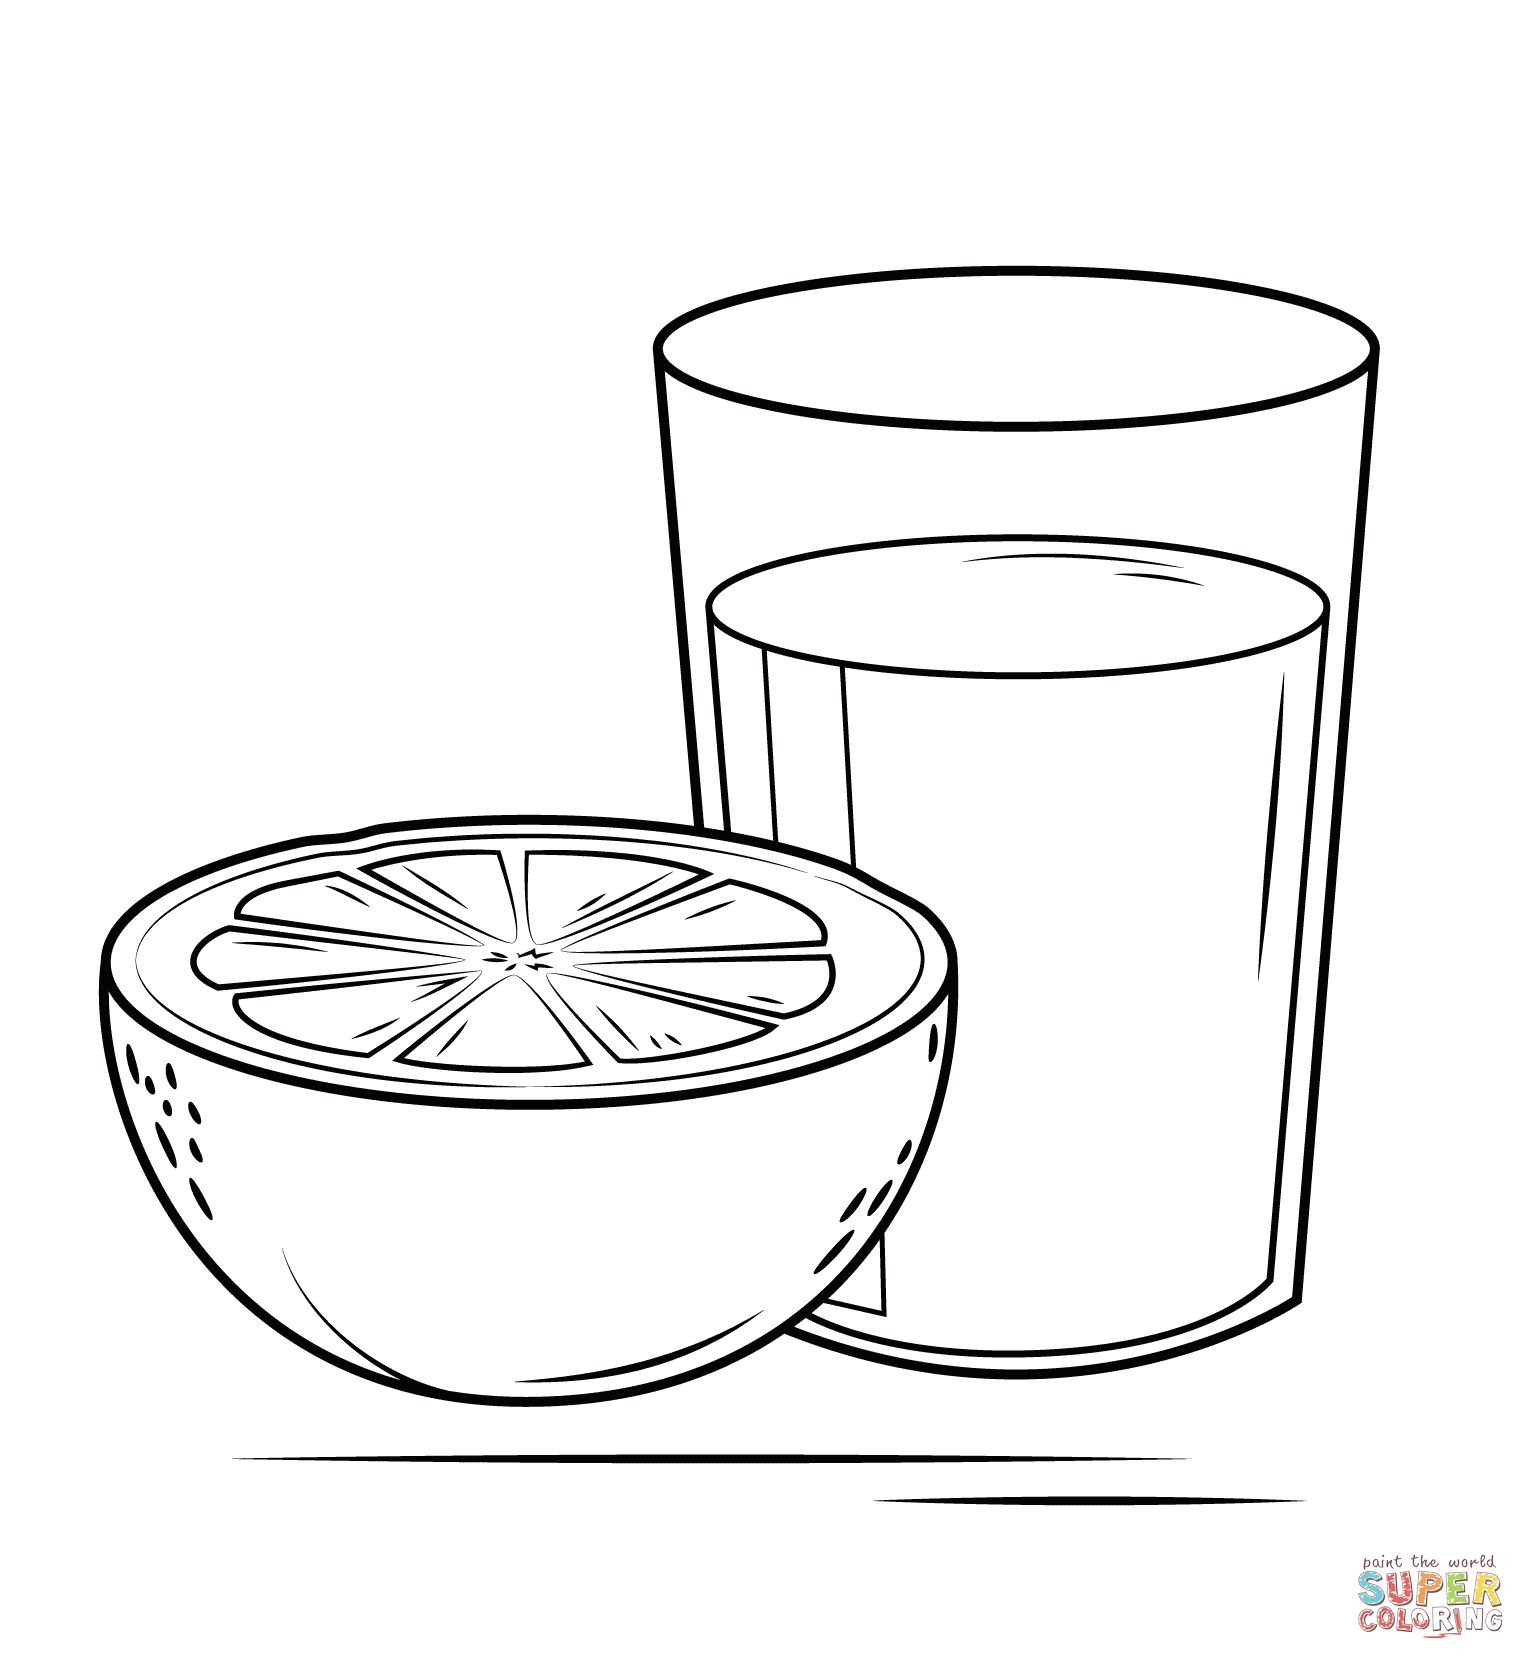 paint the world
SUPER
COLORING